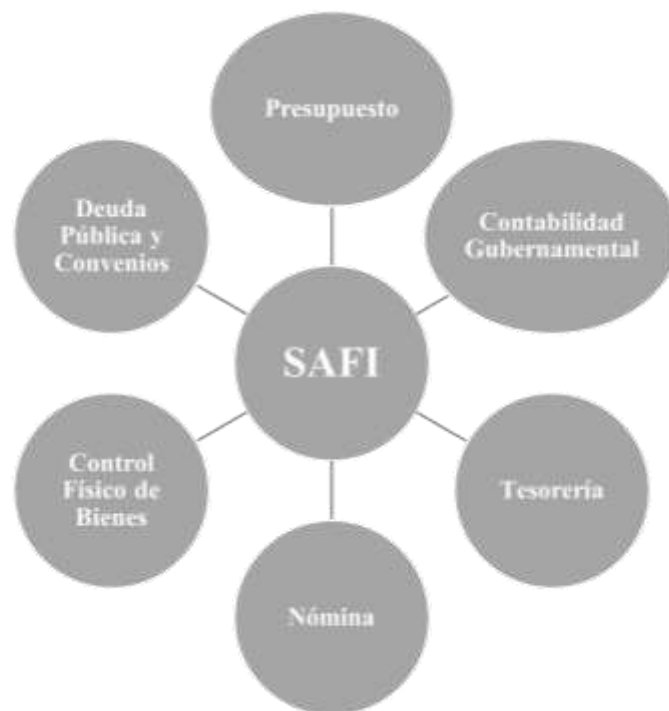 Presupuesto
Deuda
Pública y
Convenios
Contabilidad
Gubernamental
SAFI
Control
Físico de
Bienes
Tesorería
Nómina